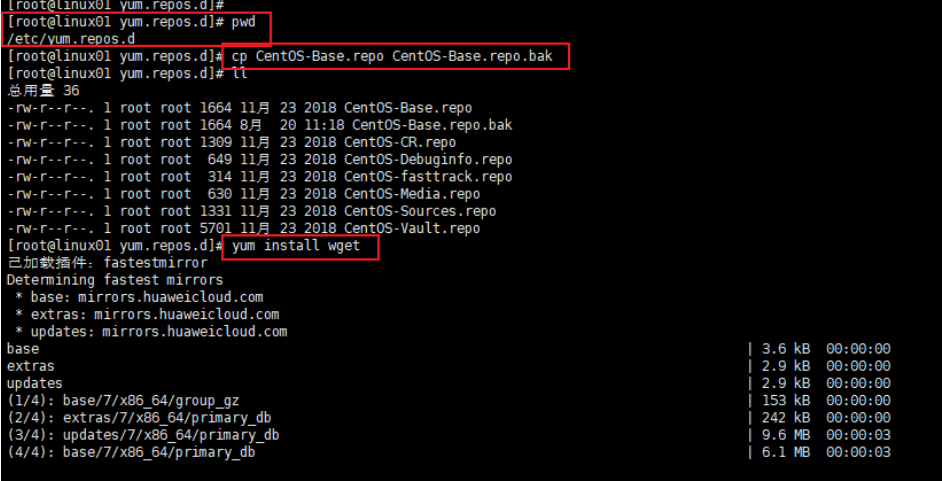 [root@linux01 yum.repos.d]#
[root@linux01 yum.repos.d]# pwd
/etc/yum.repos.d
[root@linux01 yum.repos.d]# cp CentOS-Base.repo CentOS-Base.repo.bak
[root@linux01 yum.repos.d]# ll
总用量 36
-rw-r--r--. 1 root root 1664 11月 23 2018 CentOS-Base.repo
-rw-r--r--. 1 root root 1664 8月  20 11:18 CentOS-Base.repo.bak
-rw-r--r--. 1 root root 1309 11月 23 2018 CentOS-CR.repo
-rw-r--r--. 1 root root  649 11月 23 2018 CentOS-Debuginfo.repo
-rw-r--r--. 1 root root  314 11月 23 2018 CentOS-fasttrack.repo
-rw-r--r--. 1 root root  630 11月 23 2018 CentOS-Media.repo
-rw-r--r--. 1 root root 1331 11月 23 2018 CentOS-Sources.repo
-rw-r--r--. 1 root root 5701 11月 23 2018 CentOS-Vault.repo
[root@linux01 yum.repos.d]# yum install wget
已加载插件：fastestmirror
Determining fastest mirrors
 * base: mirrors.huaweicloud.com
 * extras: mirrors.huaweicloud.com
 * updates: mirrors.huaweicloud.com
base | 3.6 kB 00:00:00
extras | 2.9 kB 00:00:00
updates | 2.9 kB 00:00:00
(1/4): base/7/x86_64/group_gz | 153 kB 00:00:00
(2/4): extras/7/x86_64/primary_db | 242 kB 00:00:00
(3/4): updates/7/x86_64/primary_db | 9.6 MB 00:00:03
(4/4): base/7/x86_64/primary_db | 6.1 MB 00:00:03